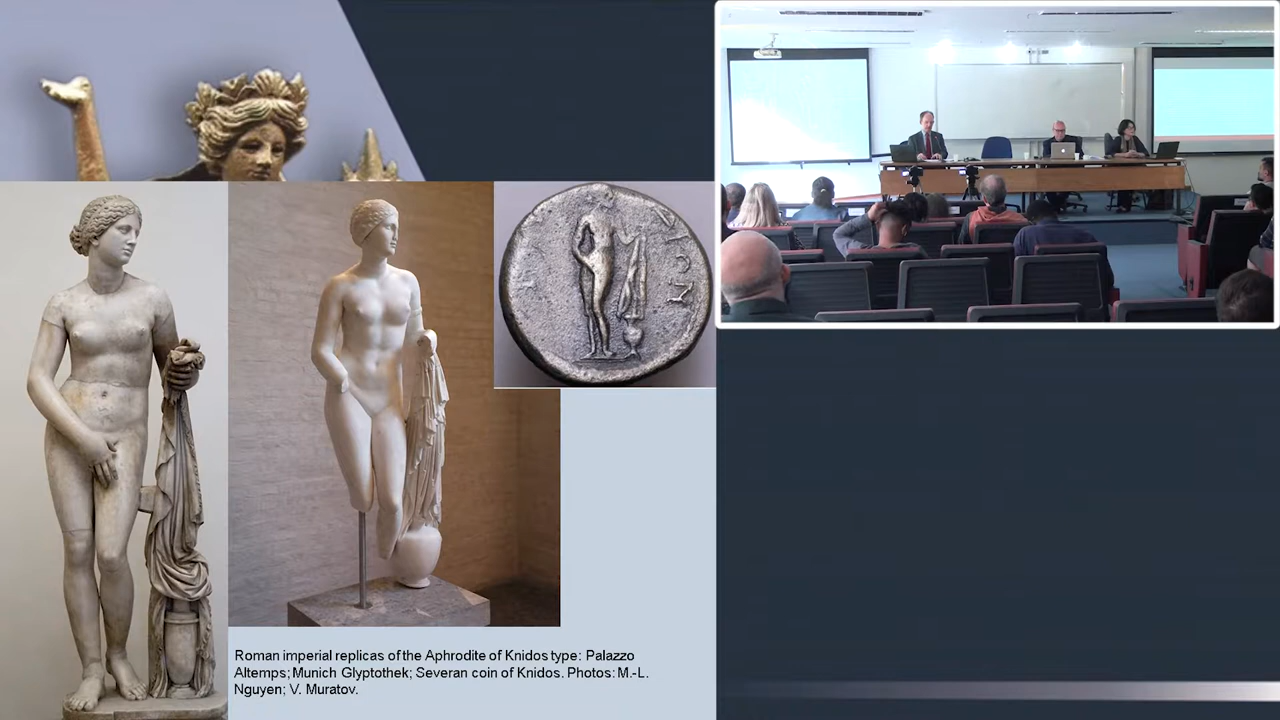 Roman imperial replicas of the Aphrodite of Knidos type: Palazzo
Altemps; Munich Glyptothek; Severan coin of Knidos. Photos: M.-L.
Nguyen; V. Muratov.